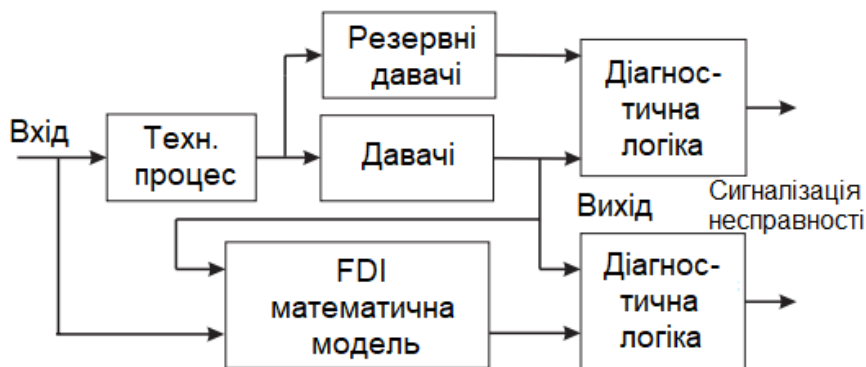 Резервні
давачі
Діагнос-
тична
логіка
Вхід
Техн.
процес
Давачі
Сигналізація
несправності
Вихід
FDI
математична
модель
Діагнос-
тична
логіка